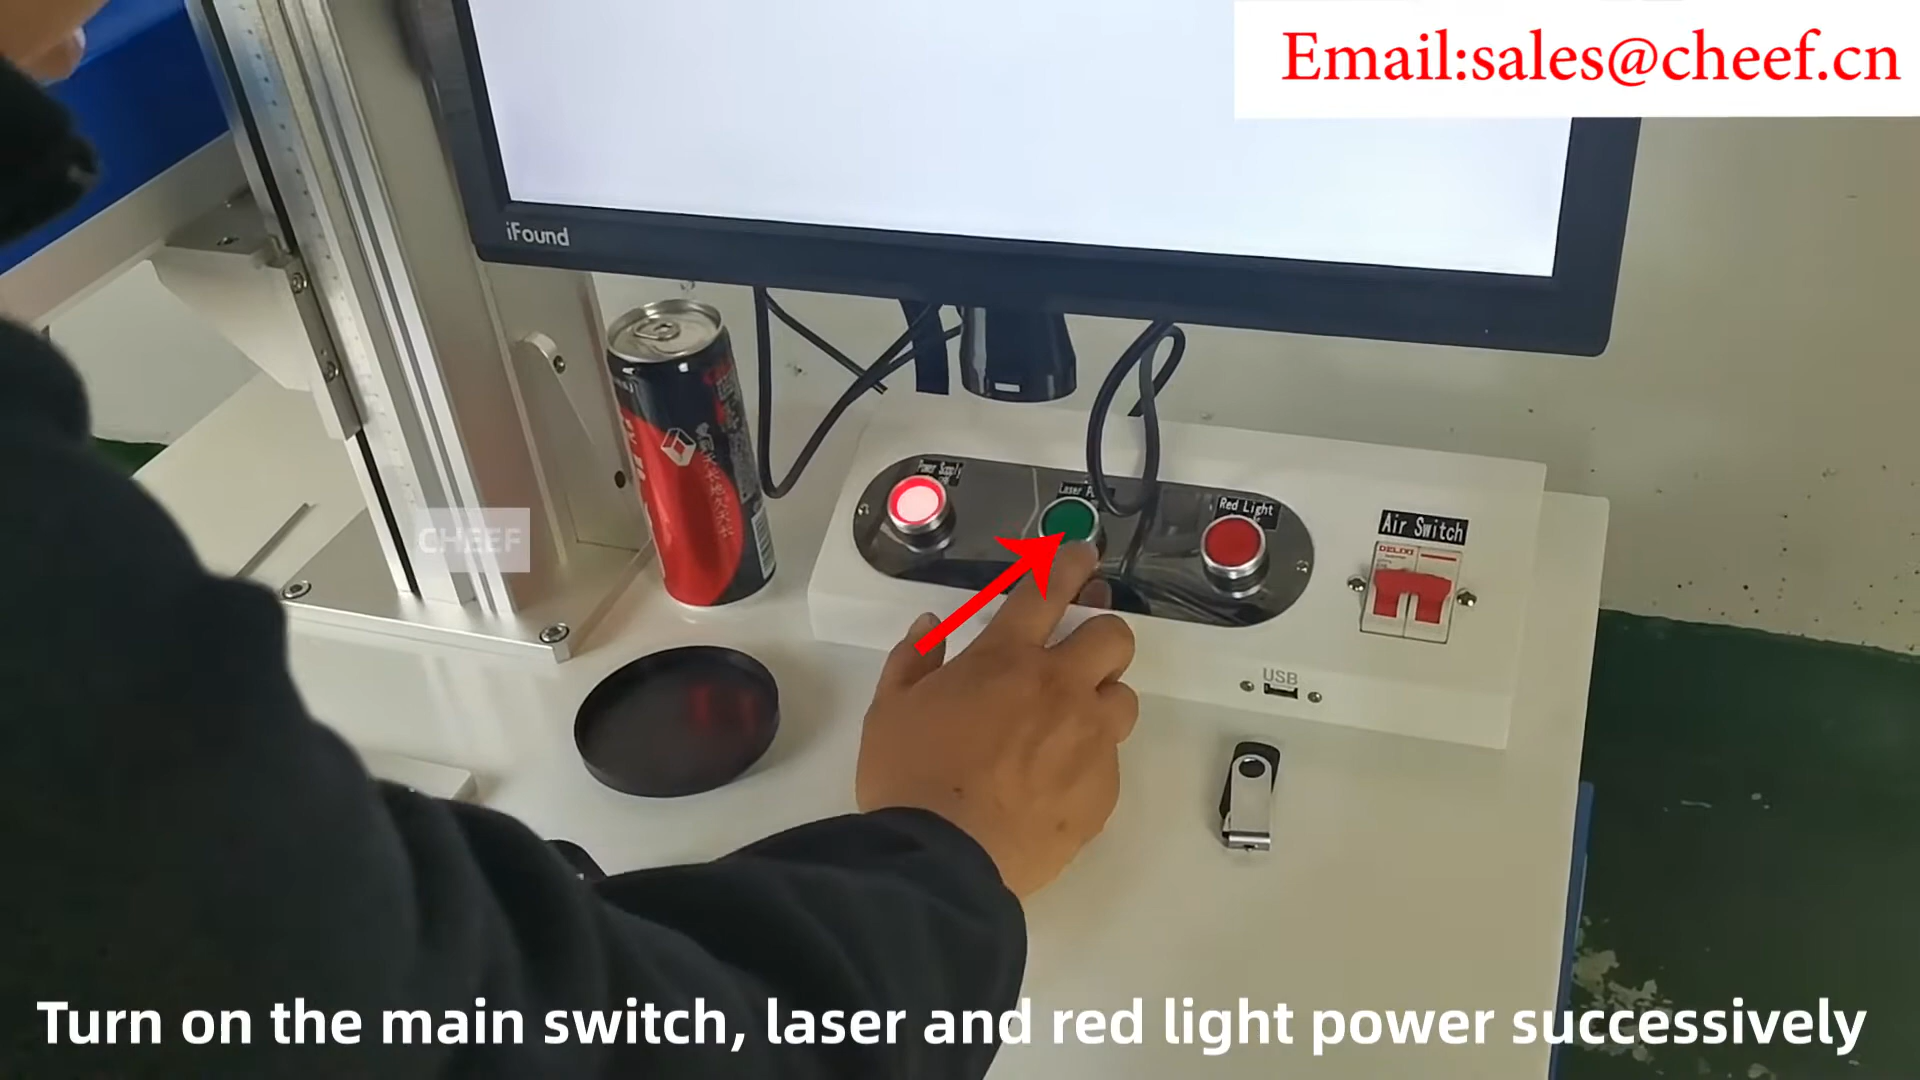 Email:sales@cheef.cn
iFound
Power Supply
Laser
Red Light
Air Switch
DELIXI
CHEEF
USB
Turn on the main switch, laser and red light power successively